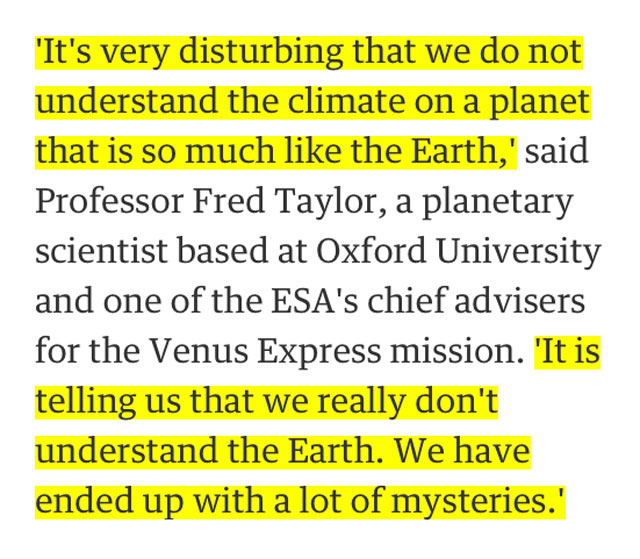 'It's very disturbing that we do not
understand the climate on a planet
that is so much like the Earth,' said
Professor Fred Taylor, a planetary
scientist based at Oxford University
and one of the ESA's chief advisers
for the Venus Express mission. 'It is
telling us that we really don't
understand the Earth. We have
ended up with a lot of mysteries.'